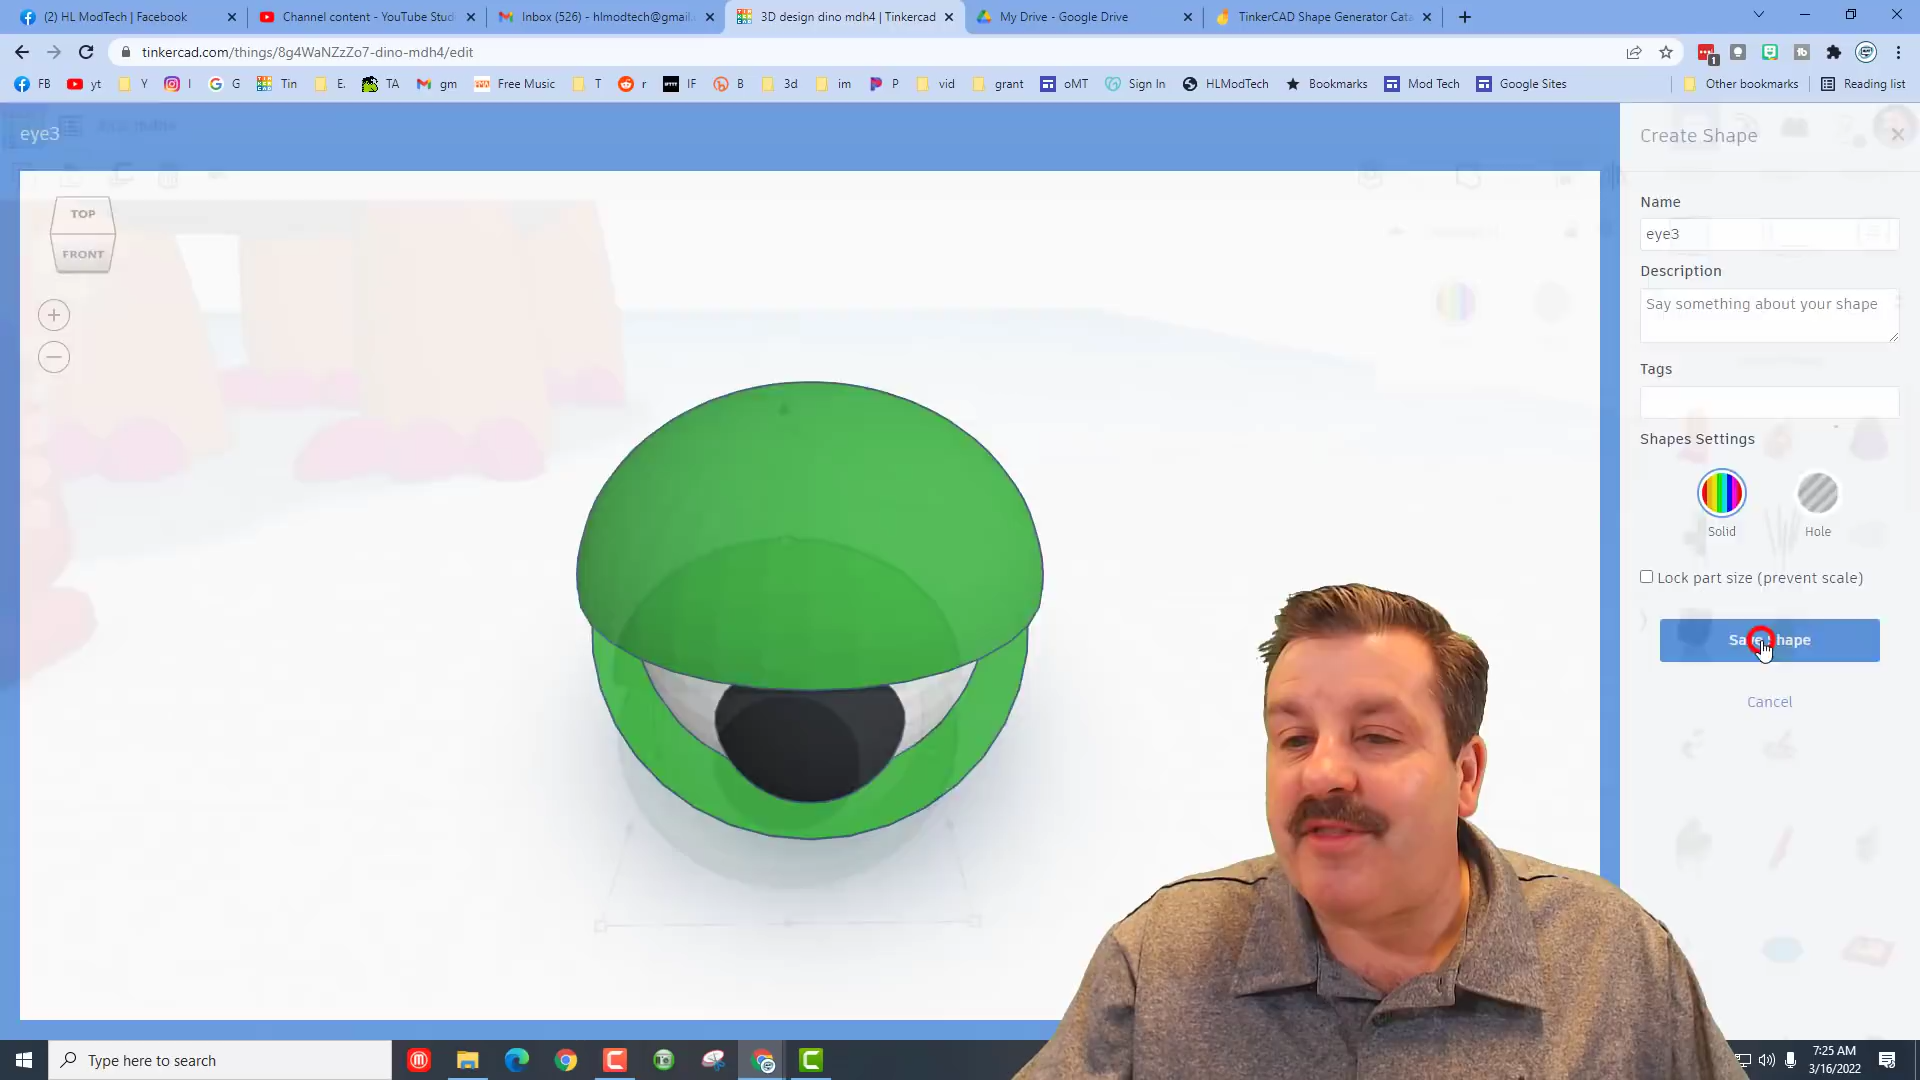 (2) HL ModTech | Facebook
Channel content - YouTube Stud
Inbox (526) - hlmodtech@gmail.
3D design dino mdh4 | Tinkercad
My Drive - Google Drive
TinkerCAD Shape Generator Cata
tinkercad.com/things/8g4WaNZzZo7-dino-mdh4/edit
1
FB
yt
Y
I
G
Tin
E.
TA
gm
Free Music
T
r
IF
B
3d
im
P
vid
grant
oMT
Sign In
HLModTech
Bookmarks
Mod Tech
Google Sites
Other bookmarks
Reading list
eye3
TOP
FRONT
Create Shape
Name
eye3
Description
Say something about your shape
Tags
Shapes Settings
Solid
Hole
Lock part size (prevent scale)
Save Shape
Cancel
Type here to search
7:25 AM
3/16/2022